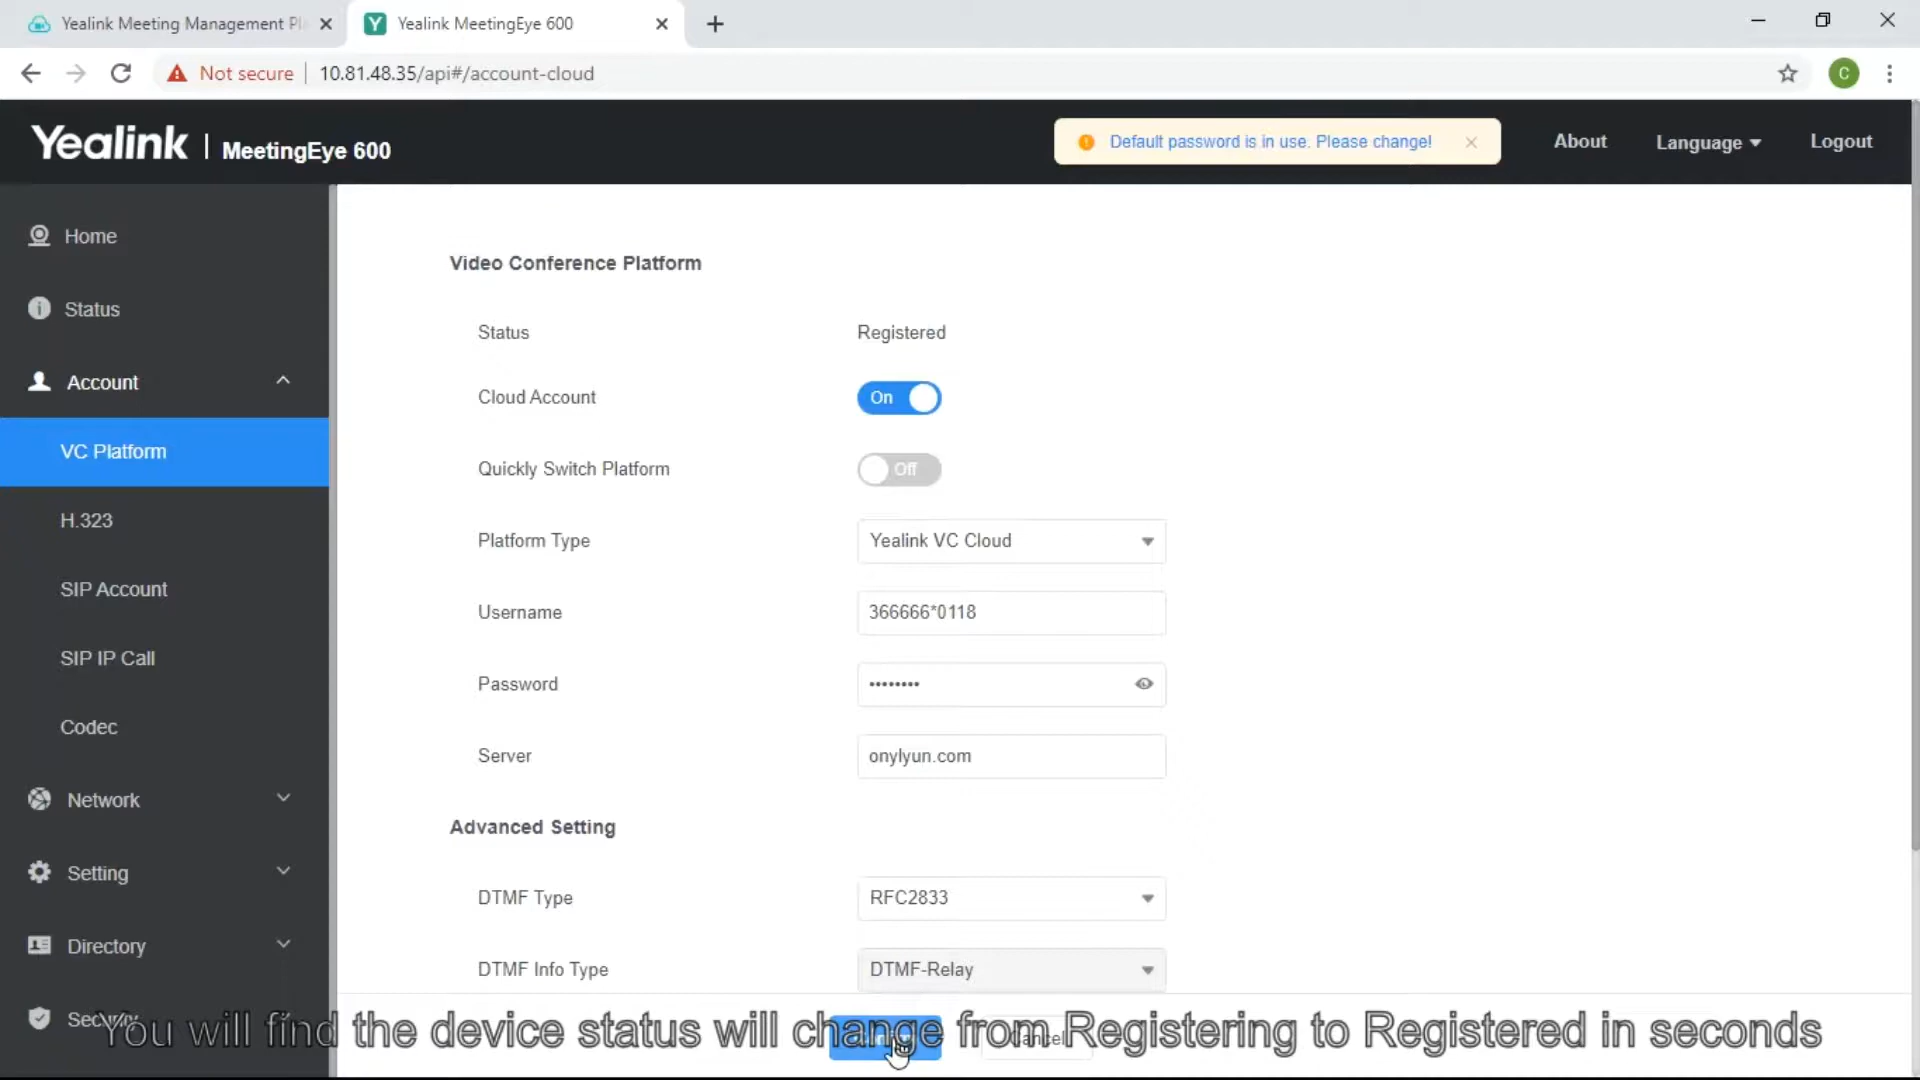 Yealink Meeting Management Pl
Yealink MeetingEye 600
Not secure
10.81.48.35/api#/account-cloud
C
Yealink | MeetingEye 600
Default password is in use. Please change!
About
Language
Logout
Home
Status
Account
VC Platform
H.323
SIP Account
SIP IP Call
Codec
Network
Setting
Directory
Security
Video Conference Platform
Status
Registered
Cloud Account
On
Quickly Switch Platform
Off
Platform Type
Yealink VC Cloud
Username
366666*0118
Password
••••••••
Server
onylyun.com
Advanced Setting
DTMF Type
RFC2833
DTMF Info Type
DTMF-Relay
Cancel
You will find the device status will change from Registering to Registered in seconds